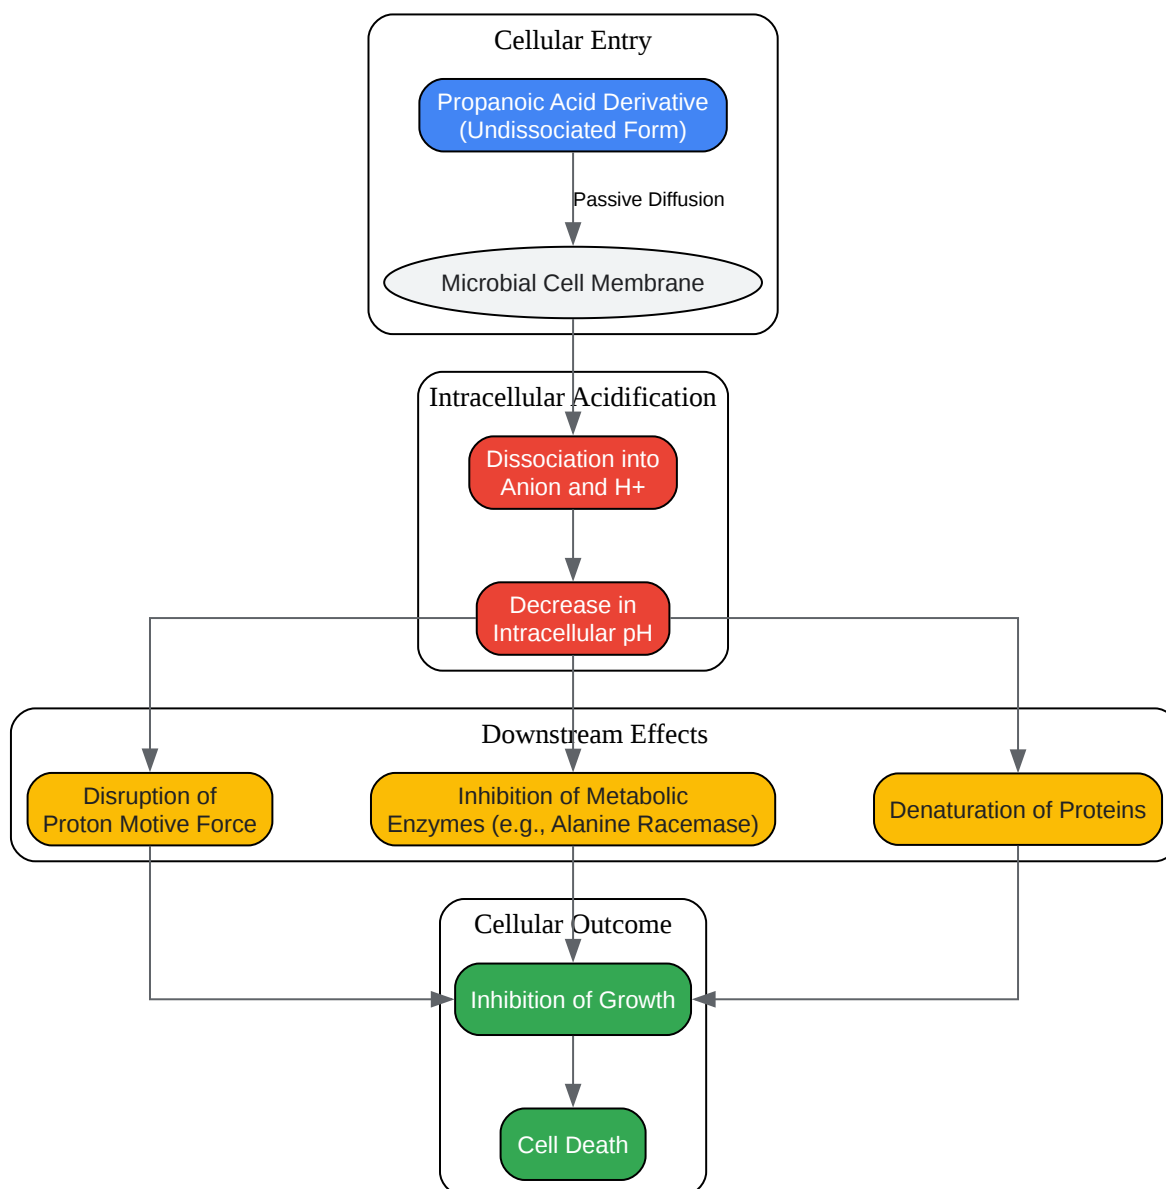 Cellular Entry
Propanoic Acid Derivative
(Undissociated Form)
Passive Diffusion
Microbial Cell Membrane
Intracellular Acidification
Dissociation into
Anion and H+
Decrease in
Intracellular pH
Downstream Effects
Disruption of
Proton Motive Force
Inhibition of Metabolic
Enzymes (e.g., Alanine Racemase)
Denaturation of Proteins
Cellular Outcome
Inhibition of Growth
Cell Death